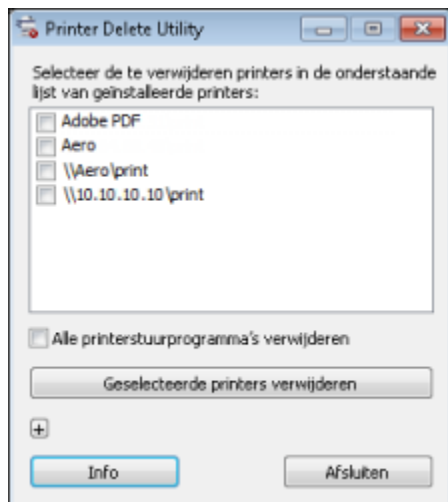 Printer Delete Utility
Selecteer de te verwijderen printers in de onderstaande
lijst van geïnstalleerde printers:
Adobe PDF
Aero
\\Aero\print
\\10.10.10.10\print
Alle printerstuurprogramma's verwijderen
Geselecteerde printers verwijderen
Info
Afsluiten